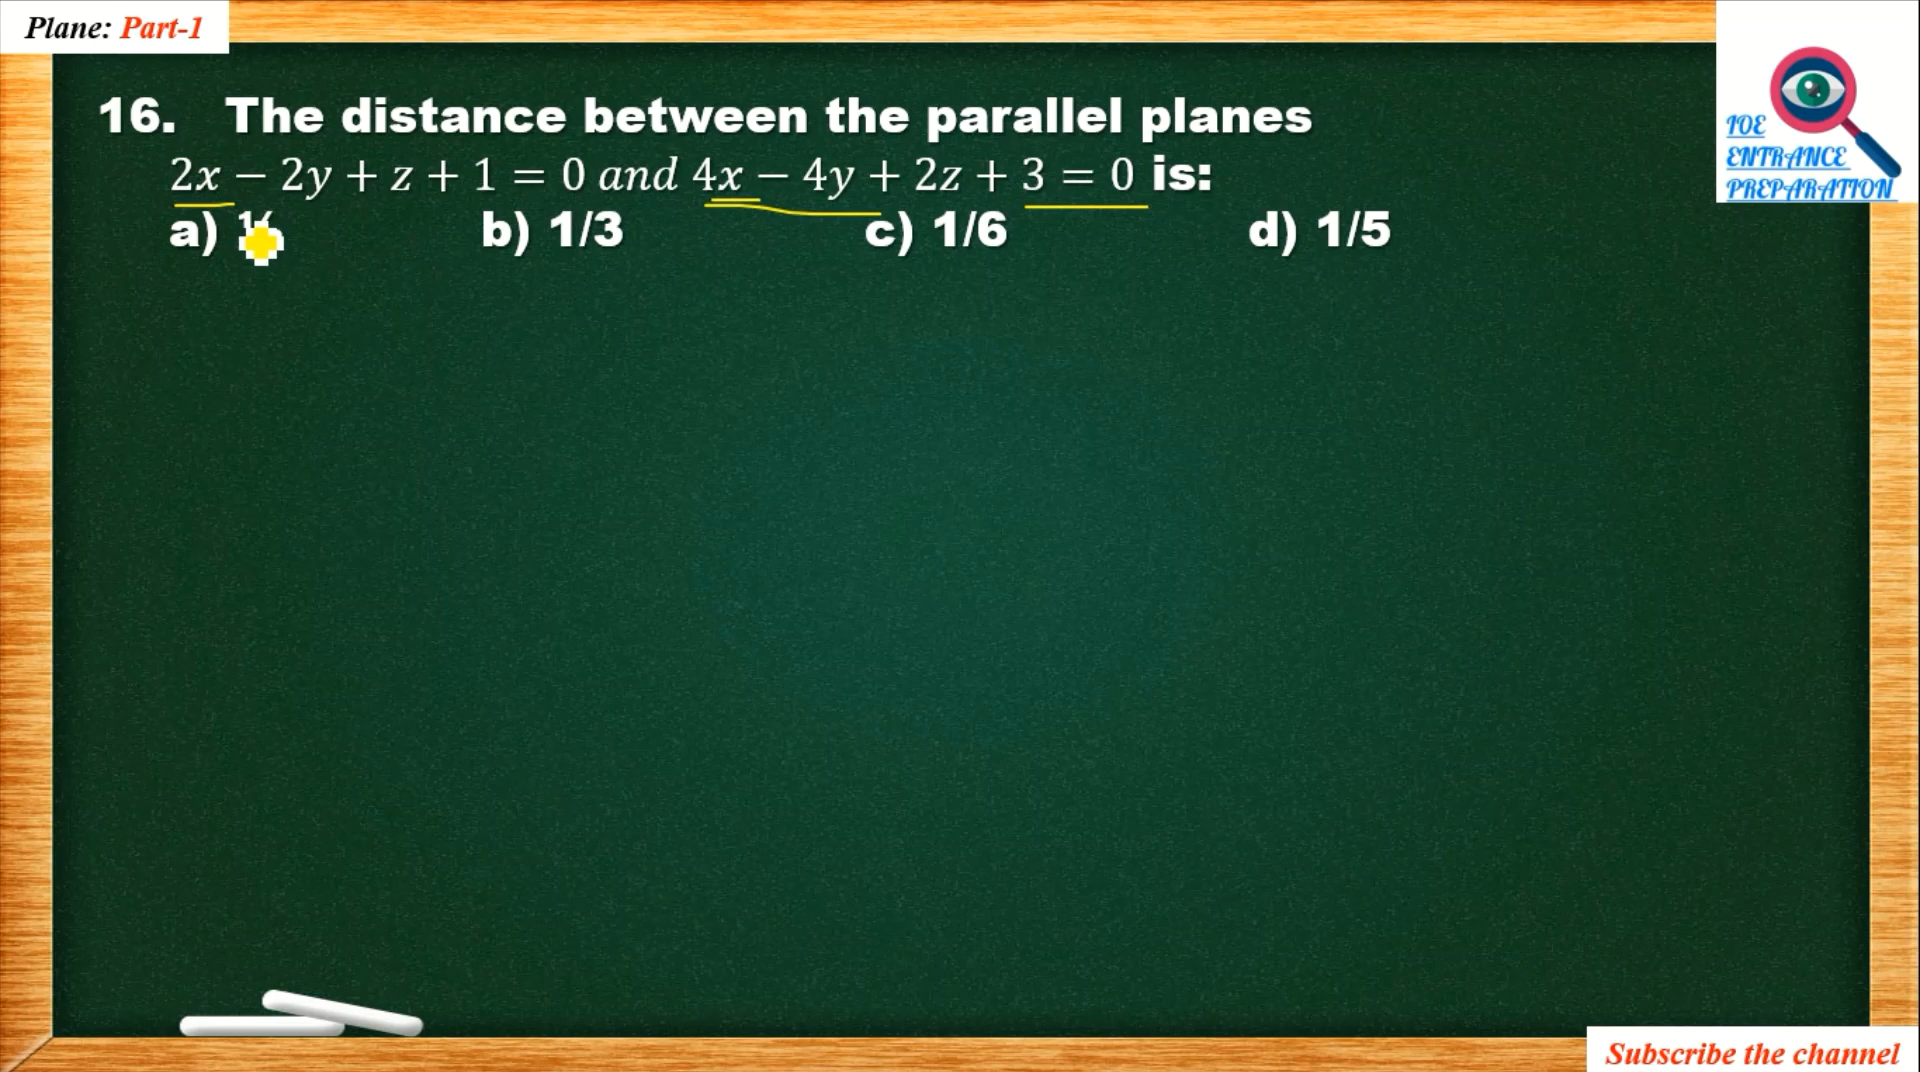 Plane: Part-1
IOE
ENTRANCE
PREPARATION
16. The distance between the parallel planes
2x − 2y + z + 1 = 0 and 4x − 4y + 2z + 3 = 0 is:
a) b) 1/3 c) 1/6 d) 1/5
Subscribe the channel